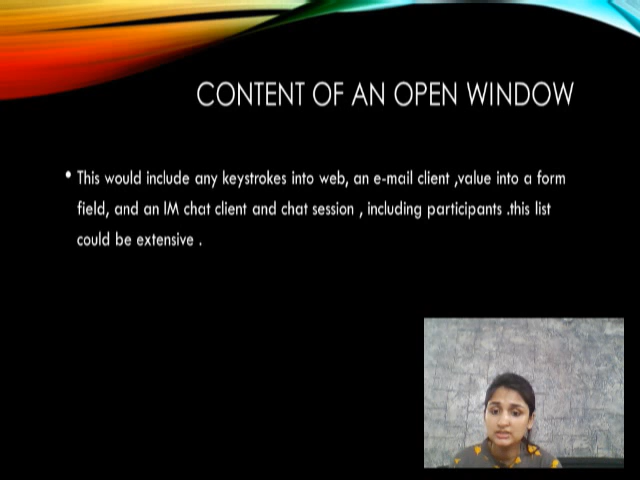 CONTENT OF AN OPEN WINDOW
• This would include any keystrokes into web, an e-mail client ,value into a form
field, and an IM chat client and chat session , including participants .this list
could be extensive .